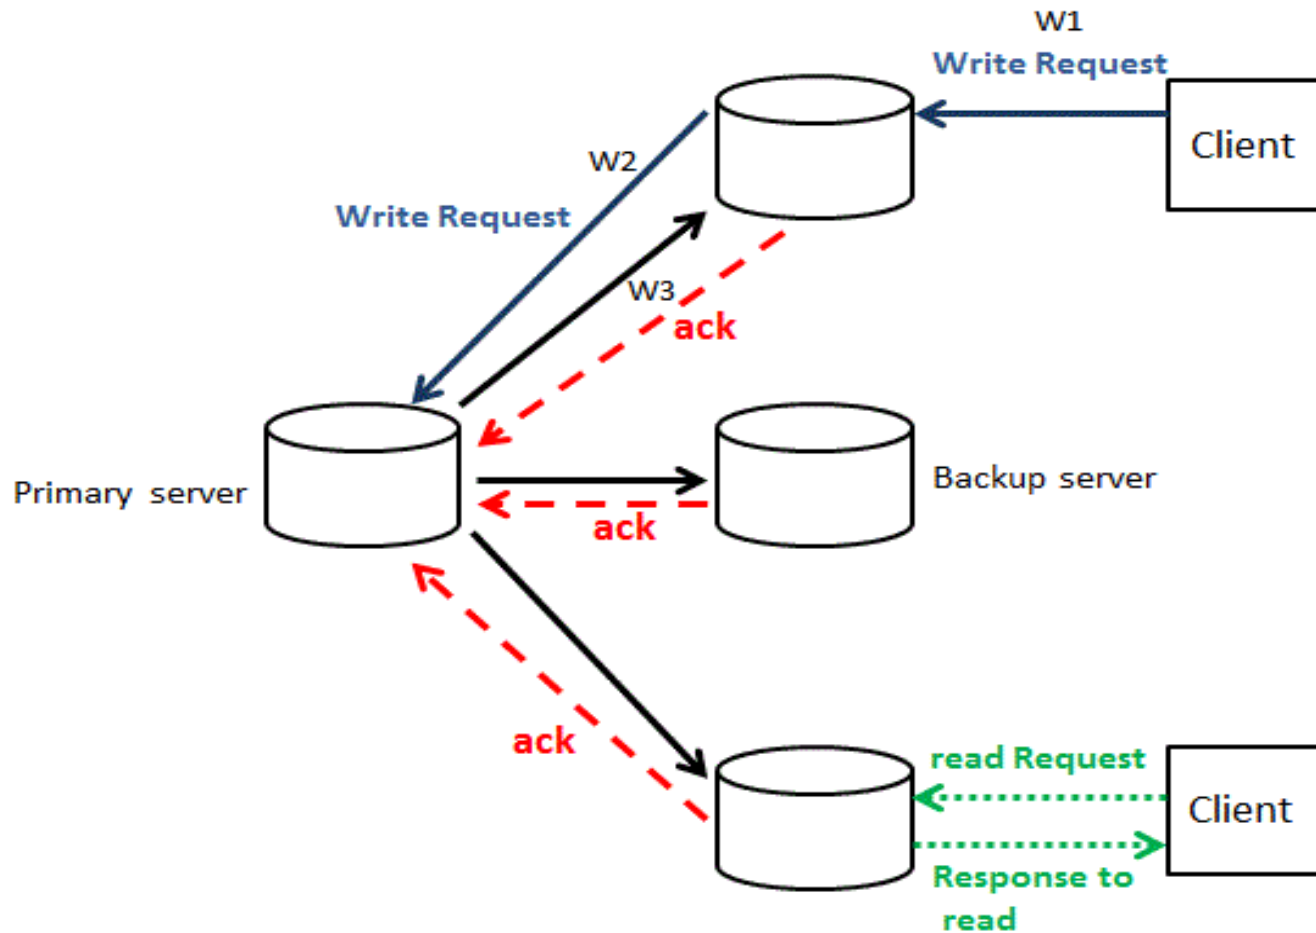 W1
Write Request
Client
W2
Write Request
W3
ack
Primary server
Backup server
ack
ack
read Request
Client
Response to
read